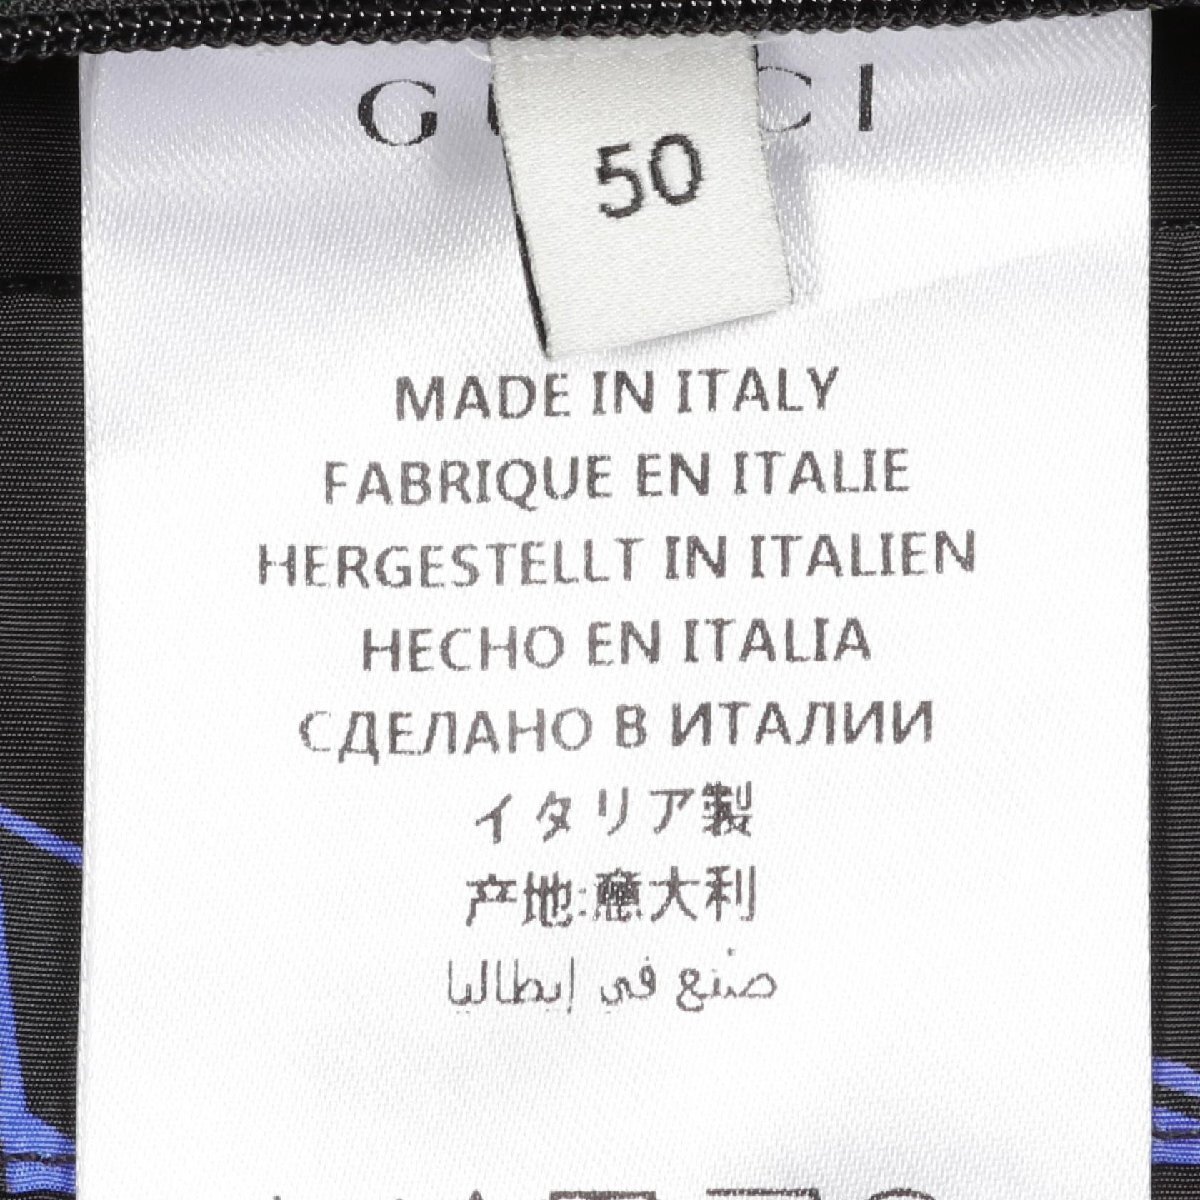 GUCCI
50
MADE IN ITALY
FABRIQUE EN ITALIE
HERGESTELLT IN ITALIEN
HECHO EN ITALIA
СДЕЛАНО В ИТАЛИИ
イタリア製
产地:意大利
صنع في إيطاليا